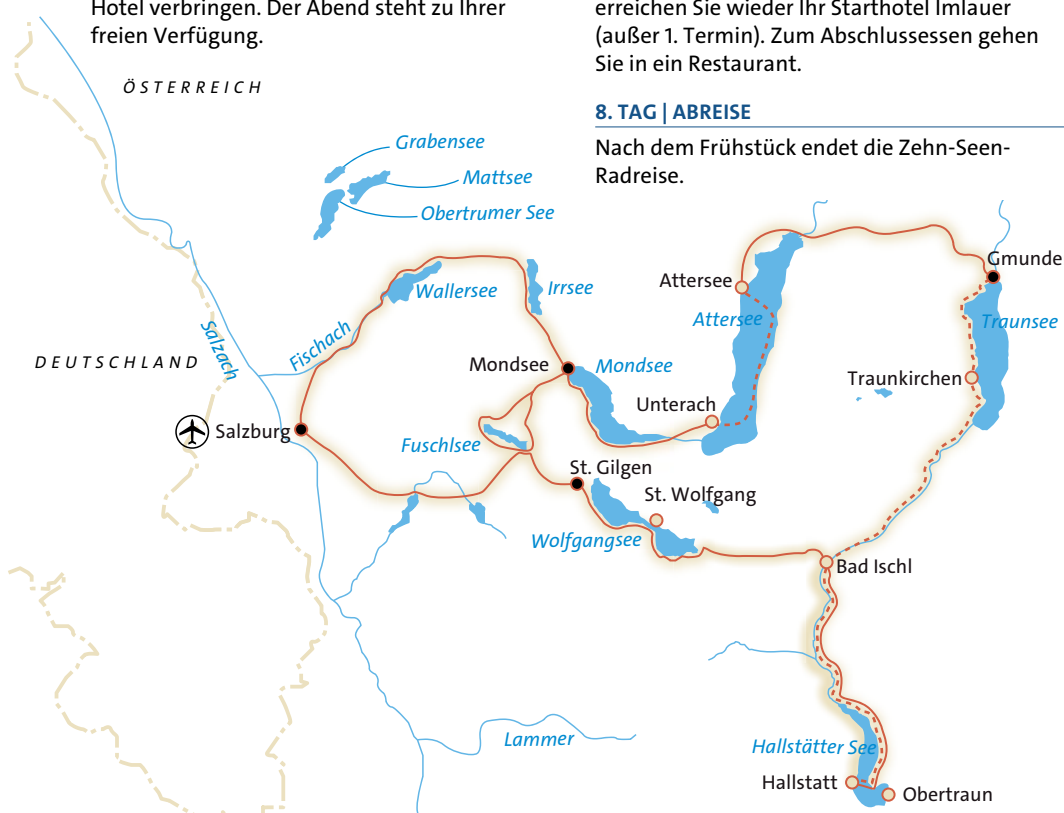 Hotel verbringen. Der Abend steht zu Ihrer
freien Verfügung.
erreichen Sie wieder Ihr Starthotel Imlauer
(außer 1. Termin). Zum Abschlussessen gehen
Sie in ein Restaurant.
8. TAG | ABREISE
Nach dem Frühstück endet die Zehn-Seen-
Radreise.
ÖSTERREICH
Grabensee
Mattsee
Obertrumer See
Gmunde
Attersee
Wallersee
Irrsee
Attersee
Traunsee
Salzach
Fischach
DEUTSCHLAND
Mondsee
Mondsee
Traunkirchen
Unterach
Salzburg
Fuschlsee
St. Gilgen
St. Wolfgang
Wolfgangsee
Bad Ischl
Lammer
Hallstätter See
Hallstatt
Obertraun